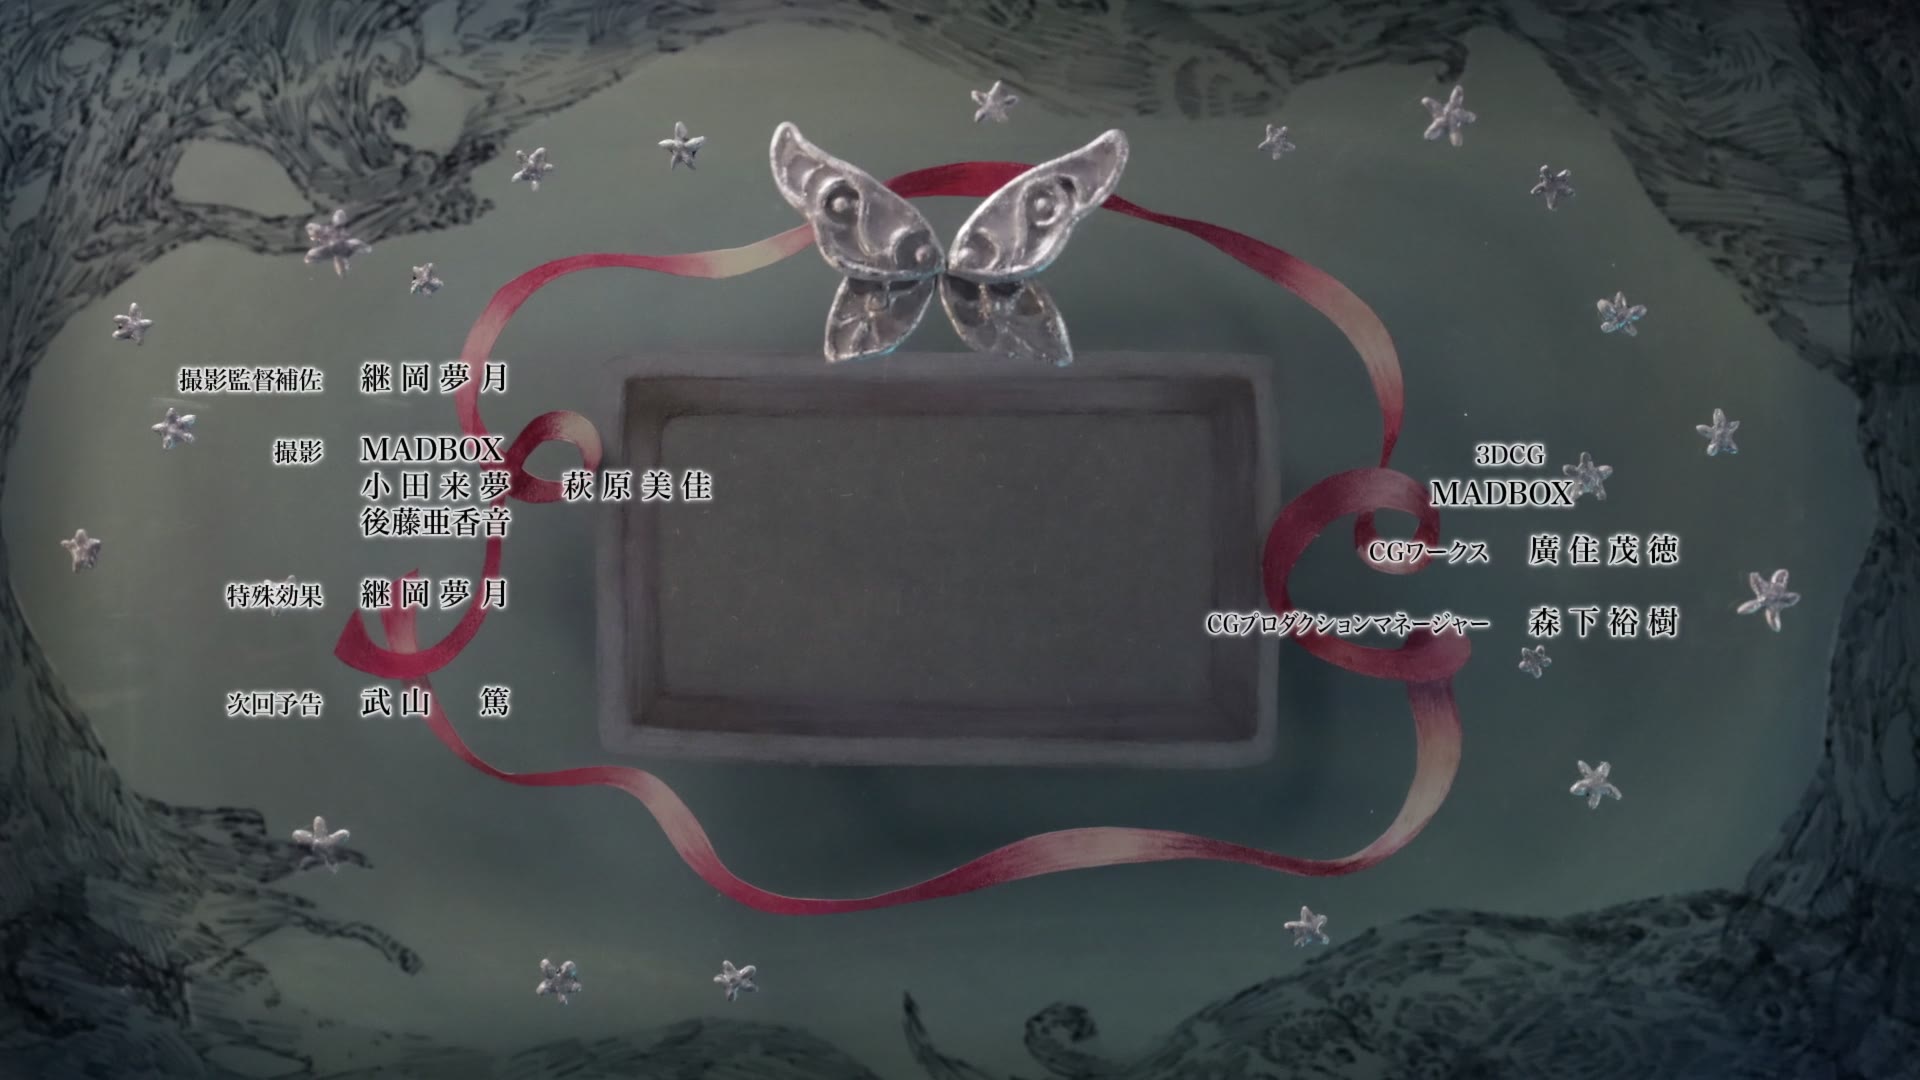 撮影監督補佐 継岡夢月
撮影 MADBOX
小田来夢 萩原美佳
後藤亜香音
特殊効果 継岡夢月
次回予告 武山 篤
3DCG
MADBOX
CGワークス 廣住茂徳
CGプロダクションマネージャー 森下裕樹